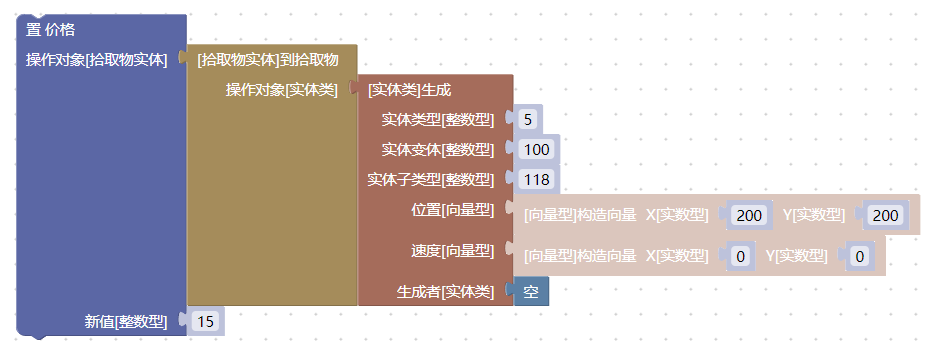 置 价格
操作对象[拾取物实体] [拾取物实体]到拾取物
操作对象[实体类] [实体类]生成
实体类型[整数型] 5
实体变体[整数型] 100
实体子类型[整数型] 118
位置[向量型] [向量型]构造向量 X[实数型] 200 Y[实数型] 200
速度[向量型] [向量型]构造向量 X[实数型] 0 Y[实数型] 0
生成者[实体类] 空
新值[整数型] 15